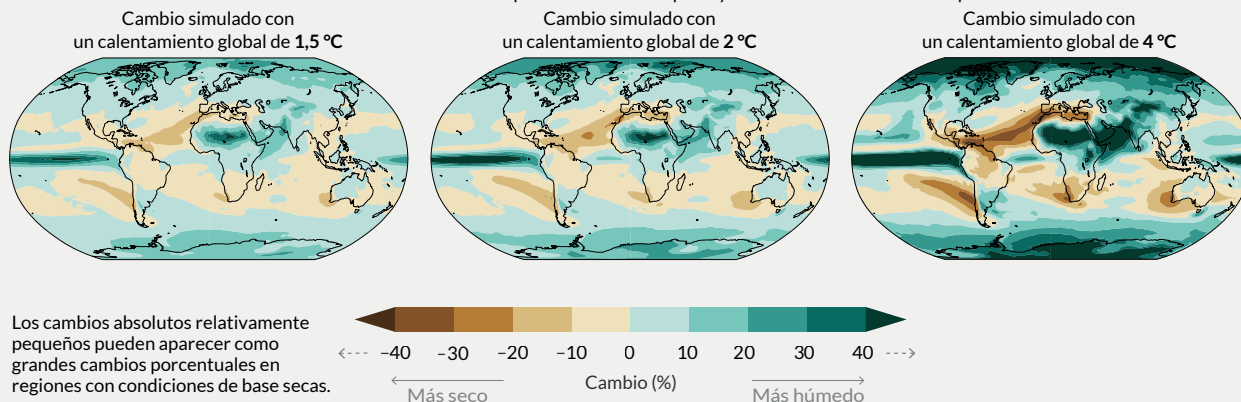 Cambio simulado con
un calentamiento global de 1,5 °C
Cambio simulado con
un calentamiento global de 2 °C
Cambio simulado con
un calentamiento global de 4 °C
Los cambios absolutos relativamente
pequeños pueden aparecer como
grandes cambios porcentuales en
regiones con condiciones de base secas.
−40 −30 −20 −10 0 10 20 30 40
Cambio (%)
Más seco
Más húmedo